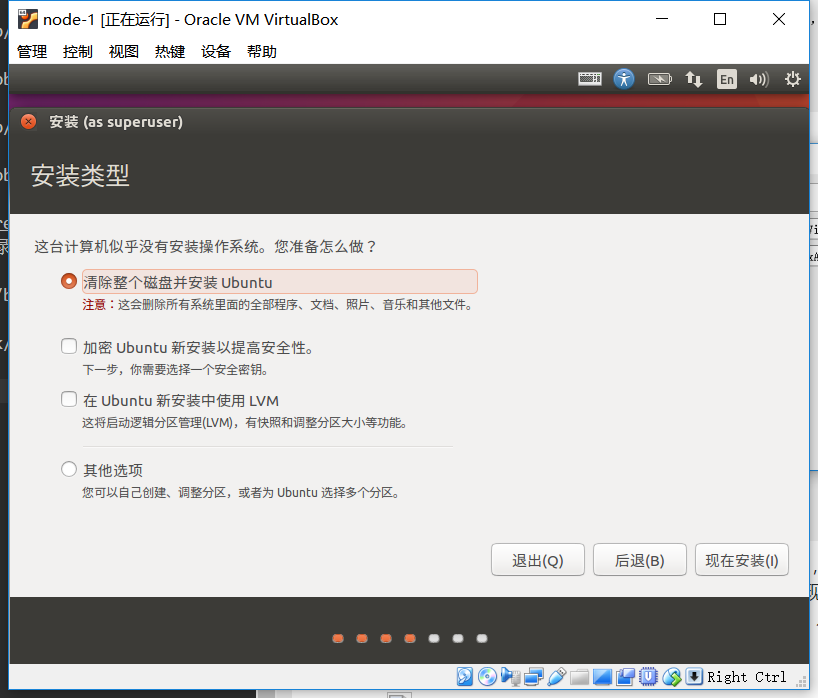 node-1 [正在运行] - Oracle VM VirtualBox
管理 控制 视图 热键 设备 帮助
En
安装 (as superuser)
安装类型
这台计算机似乎没有安装操作系统。您准备怎么做？
清除整个磁盘并安装 Ubuntu
注意：这会删除所有系统里面的全部程序、文档、照片、音乐和其他文件。
加密 Ubuntu 新安装以提高安全性。
下一步，你需要选择一个安全密钥。
在 Ubuntu 新安装中使用 LVM
这将启动逻辑分区管理(LVM)，有快照和调整分区大小等功能。
其他选项
您可以自己创建、调整分区，或者为 Ubuntu 选择多个分区。
退出(Q) 后退(B) 现在安装(I)
Right Ctrl